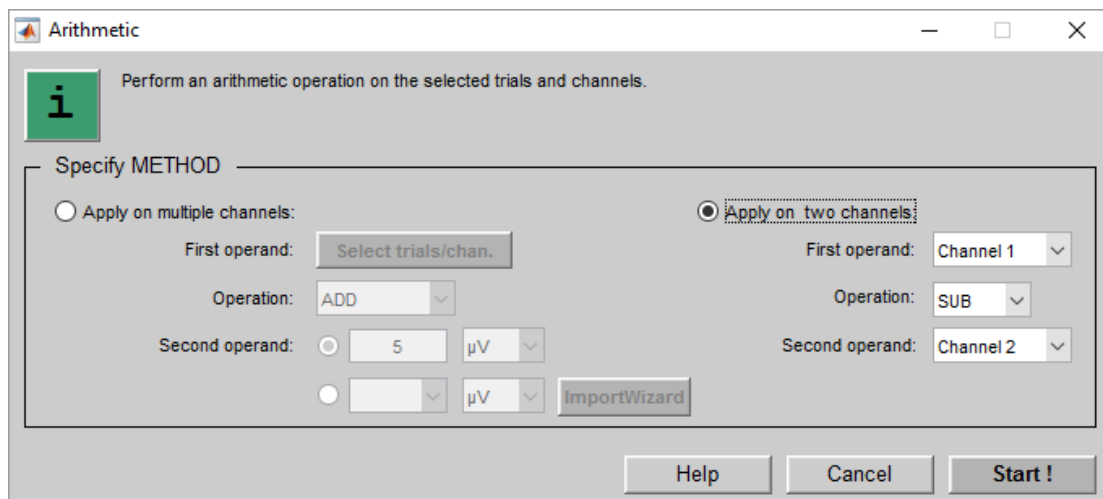 Arithmetic
Perform an arithmetic operation on the selected trials and channels.
i
Specify METHOD
Apply on multiple channels:
First operand: Select trials/chan.
Operation: ADD
Second operand: 5 µV
µV ImportWizard
Apply on two channels
First operand: Channel 1
Operation: SUB
Second operand: Channel 2
Help Cancel Start !